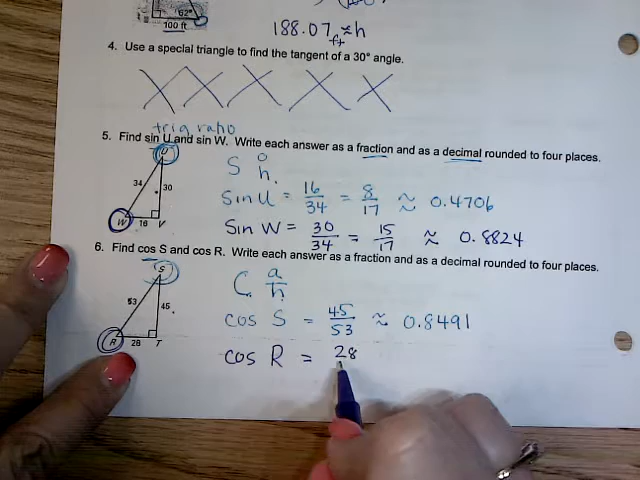 62°
100 ft
188.07 ≈ h
ft
4. Use a special triangle to find the tangent of a 30° angle.
trig ratio
5. Find sin U and sin W. Write each answer as a fraction and as a decimal rounded to four places.
U
34
30
W
16
V
S o/h
sin U = 16/34 = 8/17 ≈ 0.4706
sin W = 30/34 = 15/17 ≈ 0.8824
6. Find cos S and cos R. Write each answer as a fraction and as a decimal rounded to four places.
S
53
45
R
28
T
C a/h
cos S = 45/53 ≈ 0.8491
cos R = 28